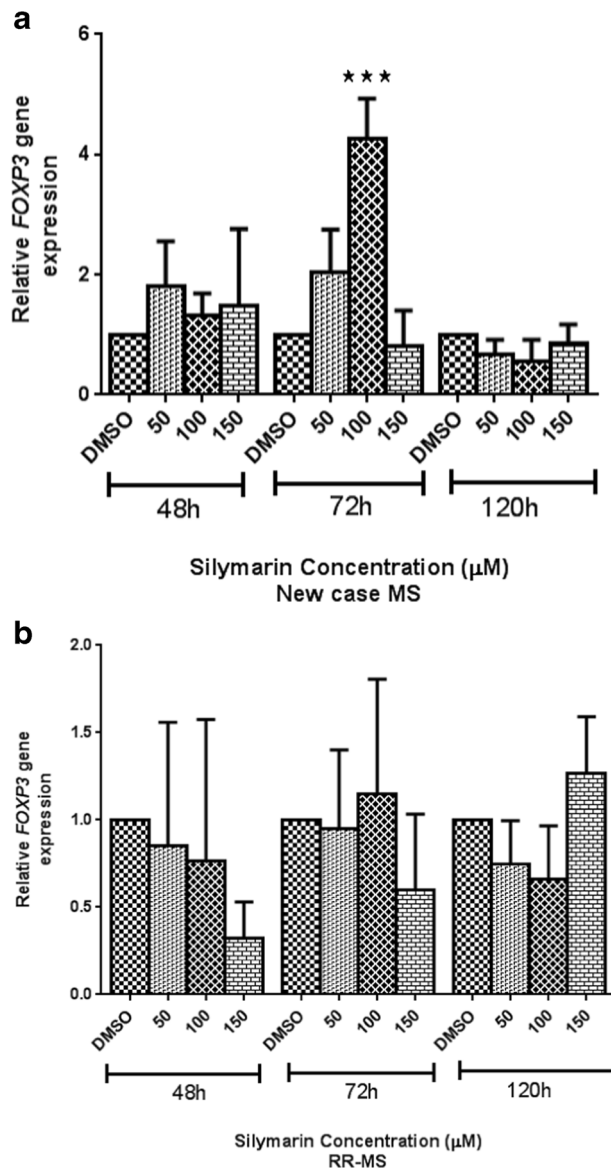 a
Relative FOXP3 gene
expression
6
4
2
0
★★★
DMSO 50 100 150 DMSO 50 100 150 DMSO 50 100 150
48h 72h 120h
Silymarin Concentration (μM)
New case MS
b
Relative FOXP3 gene
expression
2.0
1.5
1.0
0.5
0.0
DMSO 50 100 150 DMSO 50 100 150 DMSO 50 100 150
48h 72h 120h
Silymarin Concentration (μM)
RR-MS